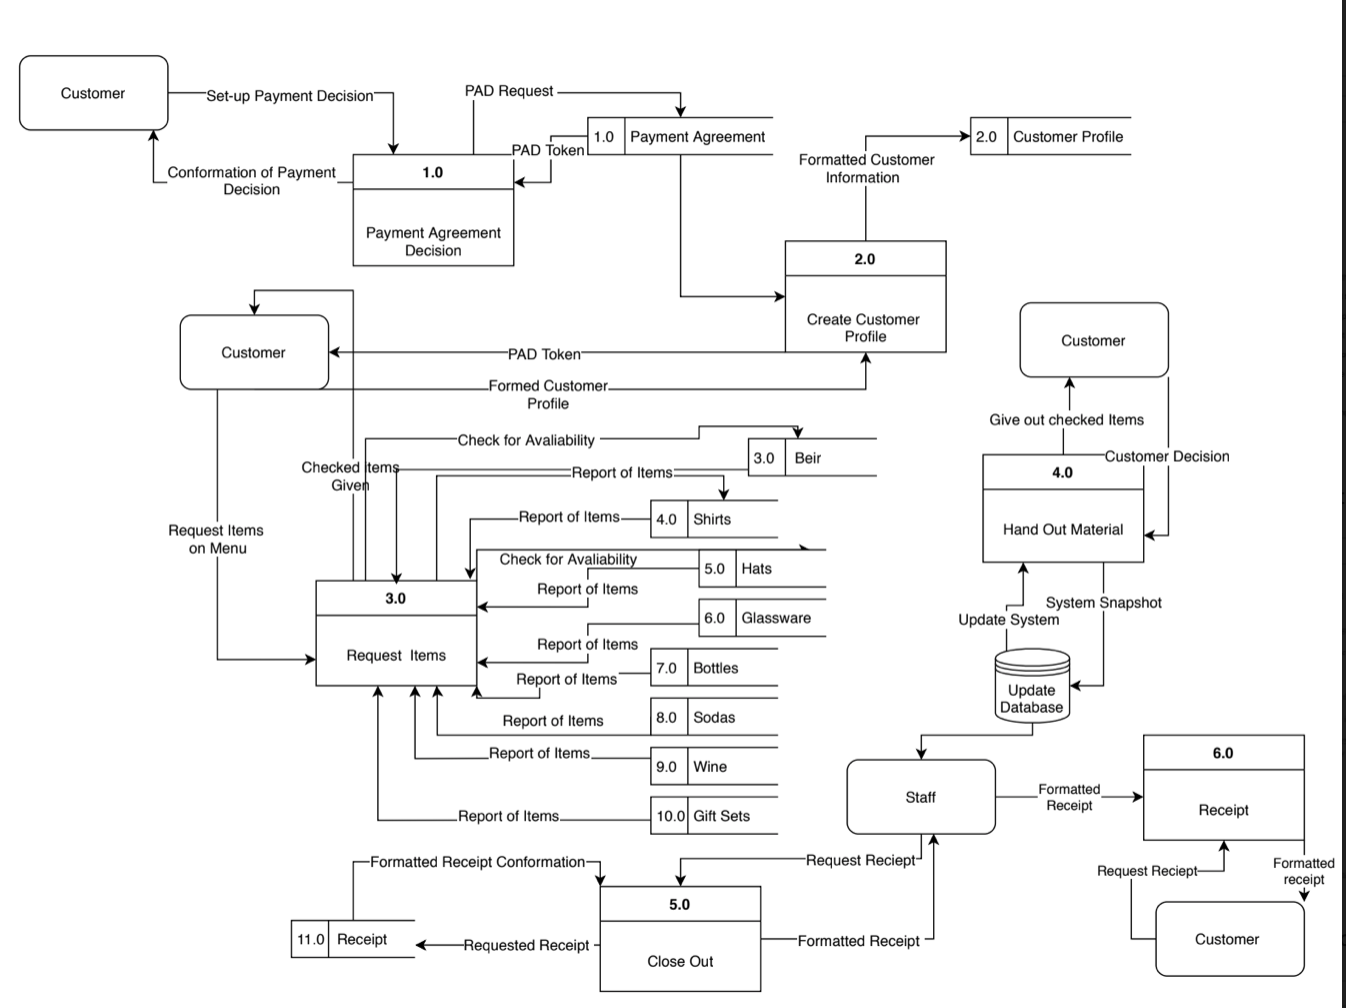 Customer
Set-up Payment Decision
PAD Request
1.0 Payment Agreement
PAD Token
Conformation of Payment
Decision
1.0
Payment Agreement
Decision
2.0 Customer Profile
Formatted Customer
Information
2.0
Create Customer
Profile
Customer
PAD Token
Formed Customer
Profile
Customer
Give out checked Items
Customer Decision
4.0
Hand Out Material
Check for Avaliability
3.0 Beir
Checked items
Given
Report of Items
Report of Items
4.0 Shirts
Request Items
on Menu
Check for Avaliability
5.0 Hats
Report of Items
3.0
Request Items
6.0 Glassware
Report of Items
7.0 Bottles
Report of Items
8.0 Sodas
Report of Items
9.0 Wine
Report of Items
10.0 Gift Sets
Report of Items
System Snapshot
Update System
Update
Database
Staff
Formatted
Receipt
6.0
Receipt
Request Reciept
Formatted
receipt
Customer
Request Reciept
Formatted Receipt Conformation
5.0
Close Out
11.0 Receipt
Requested Receipt
Formatted Receipt